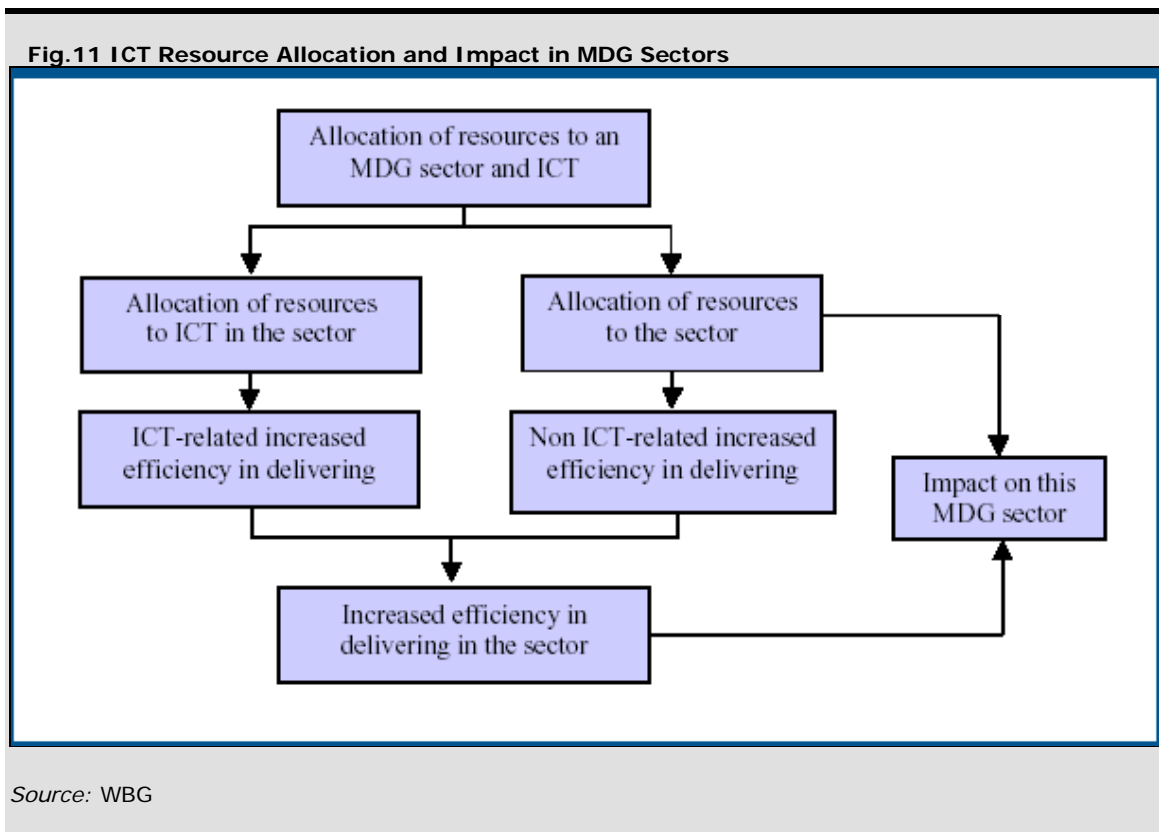 Fig.11 ICT Resource Allocation and Impact in MDG Sectors
Allocation of resources to an
MDG sector and ICT
Allocation of resources
to ICT in the sector
Allocation of resources
to the sector
ICT-related increased
efficiency in delivering
Non ICT-related increased
efficiency in delivering
Impact on this
MDG sector
Increased efficiency in
delivering in the sector
Source: WBG